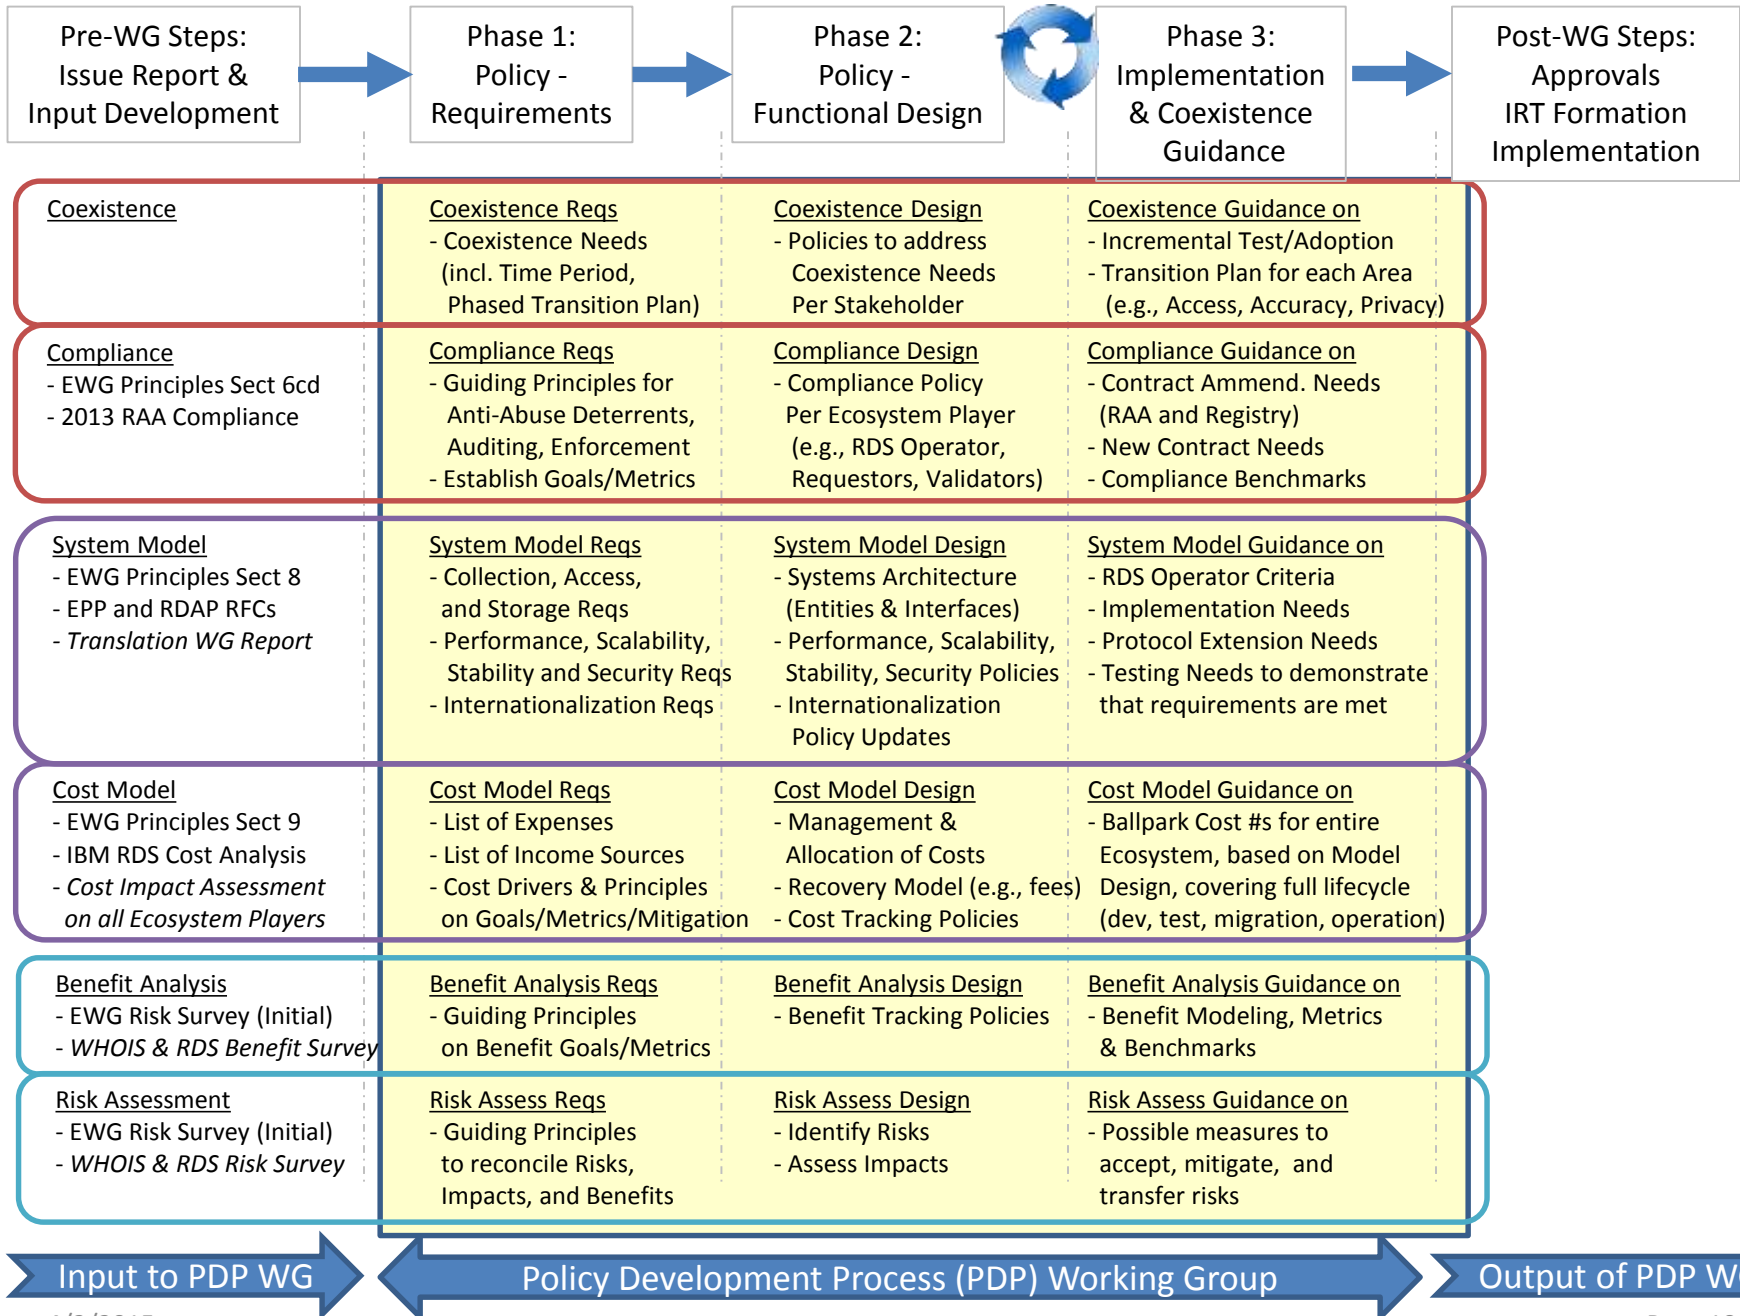 Pre-WG Steps:
Issue Report &
Input Development
Phase 1:
Policy -
Requirements
Phase 2:
Policy -
Functional Design
Phase 3:
Implementation
& Coexistence
Guidance
Post-WG Steps:
Approvals
IRT Formation
Implementation
Coexistence
Coexistence Reqs
- Coexistence Needs
(incl. Time Period,
Phased Transition Plan)
Coexistence Design
- Policies to address
Coexistence Needs
Per Stakeholder
Coexistence Guidance on
- Incremental Test/Adoption
- Transition Plan for each Area
(e.g., Access, Accuracy, Privacy)
Compliance
- EWG Principles Sect 6cd
- 2013 RAA Compliance
Compliance Reqs
- Guiding Principles for
Anti-Abuse Deterrents,
Auditing, Enforcement
- Establish Goals/Metrics
Compliance Design
- Compliance Policy
Per Ecosystem Player
(e.g., RDS Operator,
Requestors, Validators)
Compliance Guidance on
- Contract Ammend. Needs
(RAA and Registry)
- New Contract Needs
- Compliance Benchmarks
System Model
- EWG Principles Sect 8
- EPP and RDAP RFCs
- Translation WG Report
System Model Reqs
- Collection, Access,
and Storage Reqs
- Performance, Scalability,
Stability and Security Reqs
- Internationalization Reqs
System Model Design
- Systems Architecture
(Entities & Interfaces)
- Performance, Scalability,
Stability, Security Policies
- Internationalization
Policy Updates
System Model Guidance on
- RDS Operator Criteria
- Implementation Needs
- Protocol Extension Needs
- Testing Needs to demonstrate
that requirements are met
Cost Model
- EWG Principles Sect 9
- IBM RDS Cost Analysis
- Cost Impact Assessment
on all Ecosystem Players
Cost Model Reqs
- List of Expenses
- List of Income Sources
- Cost Drivers & Principles
on Goals/Metrics/Mitigation
Cost Model Design
- Management &
Allocation of Costs
- Recovery Model (e.g., fees)
- Cost Tracking Policies
Cost Model Guidance on
- Ballpark Cost #s for entire
Ecosystem, based on Model
Design, covering full lifecycle
(dev, test, migration, operation)
Benefit Analysis
- EWG Risk Survey (Initial)
- WHOIS & RDS Benefit Survey
Benefit Analysis Reqs
- Guiding Principles
on Benefit Goals/Metrics
Benefit Analysis Design
- Benefit Tracking Policies
Benefit Analysis Guidance on
- Benefit Modeling, Metrics
& Benchmarks
Risk Assessment
- EWG Risk Survey (Initial)
- WHOIS & RDS Risk Survey
Risk Assess Reqs
- Guiding Principles
to reconcile Risks,
Impacts, and Benefits
Risk Assess Design
- Identify Risks
- Assess Impacts
Risk Assess Guidance on
- Possible measures to
accept, mitigate, and
transfer risks
Input to PDP WG
Policy Development Process (PDP) Working Group
Output of PDP W